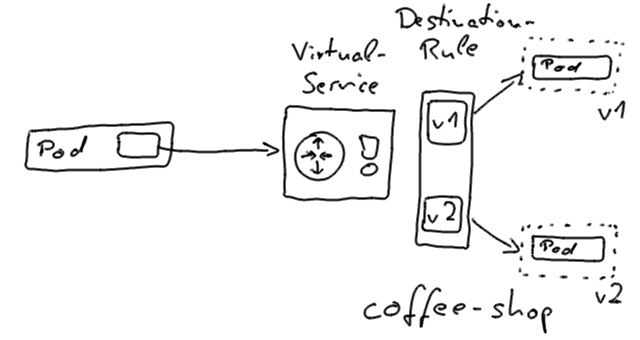 Destination-
Rule
Virtual-
Service
Pod
Pod
v1
v1
v2
Pod
v2
coffee-shop